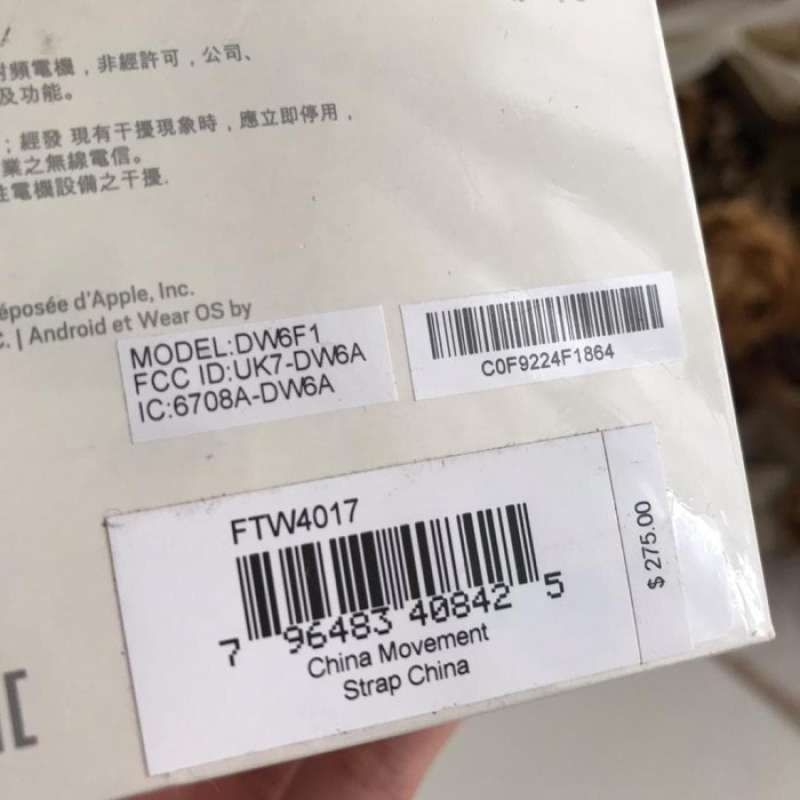 射頻電機，非經許可，公司、
及功能。
；經發 現有干擾現象時，應立即停用，
業之無線電信。
性電機設備之干擾.
éposée d'Apple, Inc.
C. | Android et Wear OS by
MODEL:DW6F1
FCC ID:UK7-DW6A
IC:6708A-DW6A
C0F9224F1864
FTW4017
7 96483 40842 5
China Movement
Strap China
$ 275.00